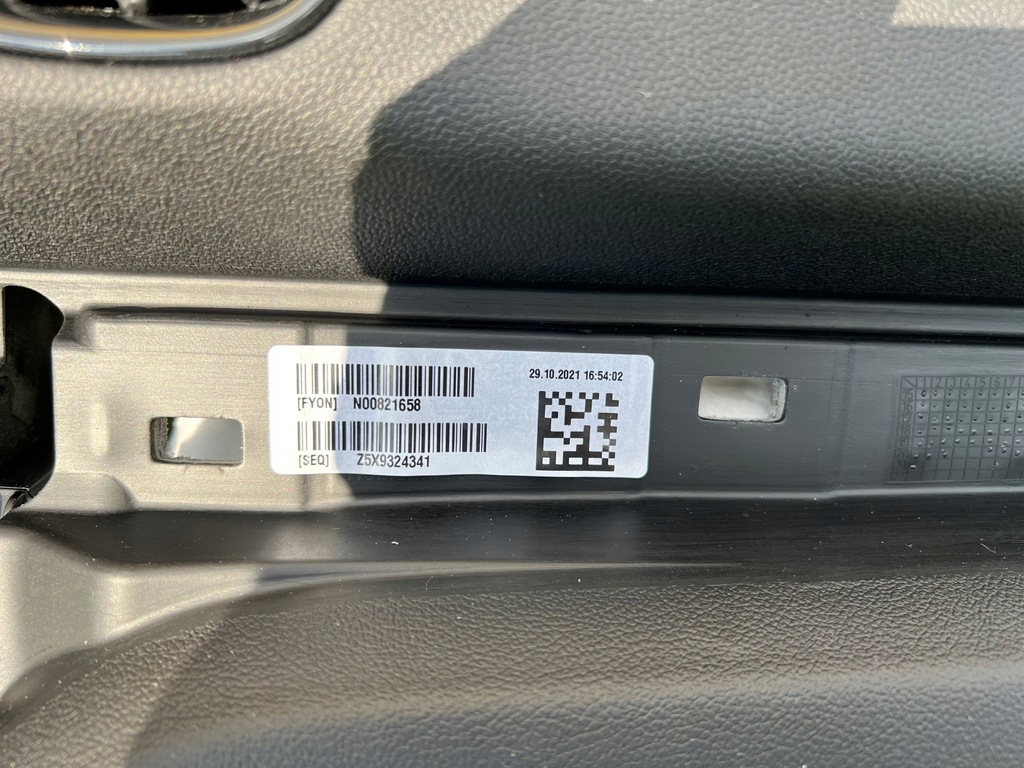 29.10.2021 16:54:02
[FYON] N00821658
[SEQ] Z5X9324341